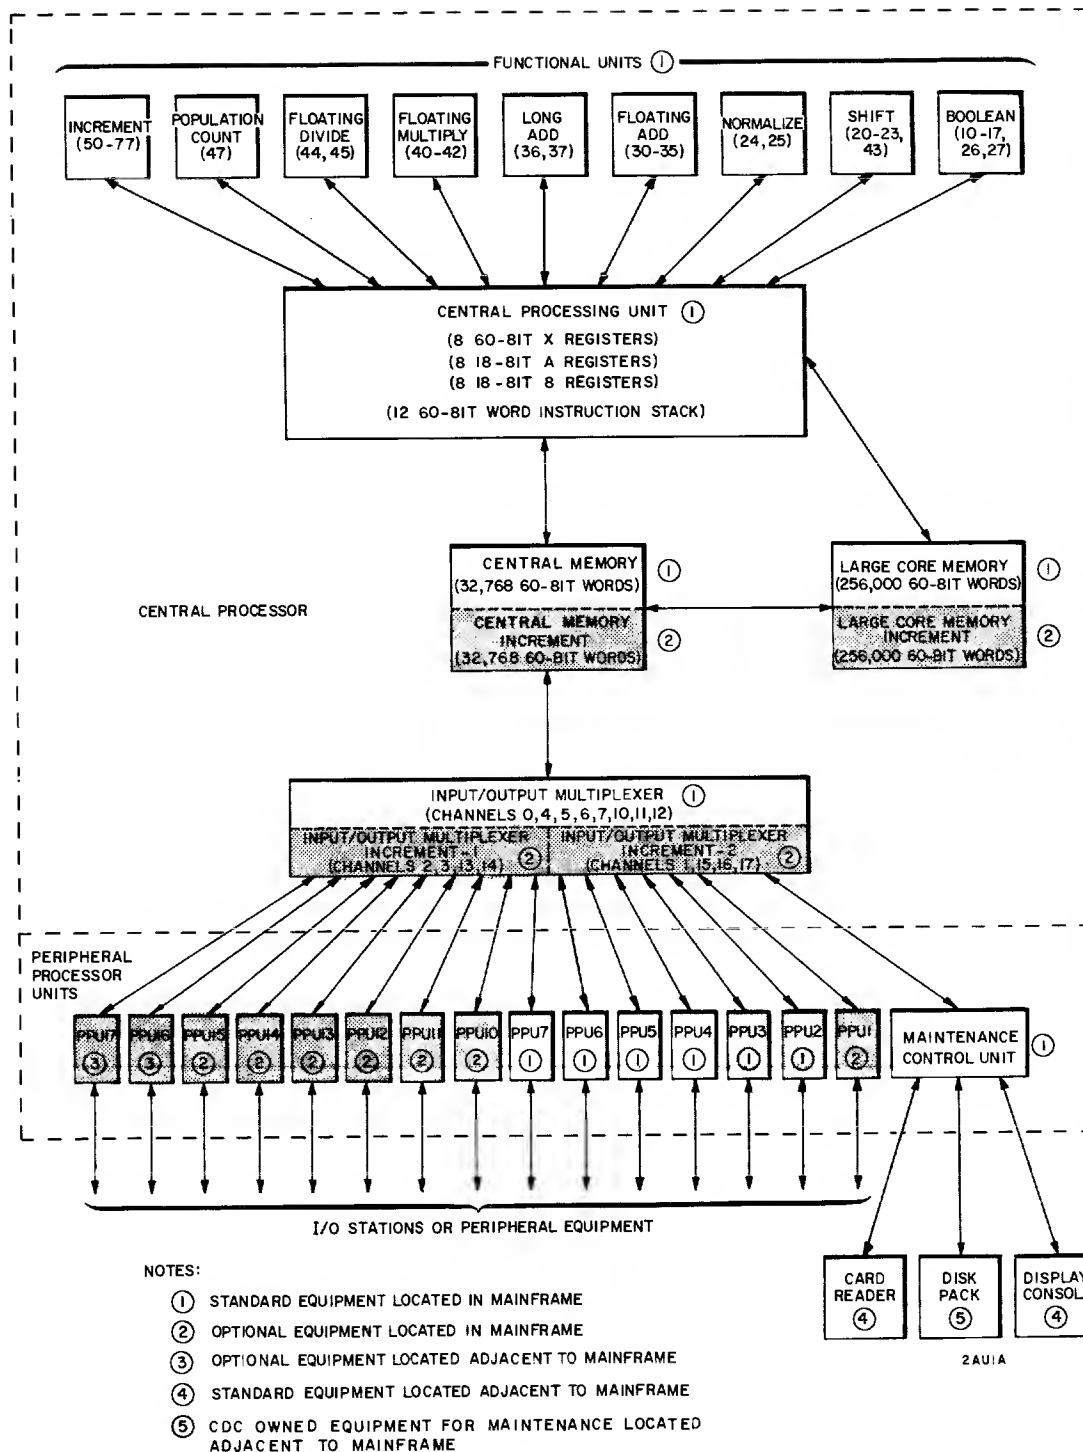 FUNCTIONAL UNITS ①
INCREMENT
(50-77)
POPULATION
COUNT
(47)
FLOATING
DIVIDE
(44, 45)
FLOATING
MULTIPLY
(40-42)
LONG
ADD
(36,37)
FLOATING
ADD
(30-35)
NORMALIZE
(24, 25)
SHIFT
(20-23,
43)
BOOLEAN
(10-17,
26,27)
CENTRAL PROCESSING UNIT ①
(8 60-BIT X REGISTERS)
(8 18-BIT A REGISTERS)
(8 18-BIT 8 REGISTERS)
(12 60-BIT WORD INSTRUCTION STACK)
CENTRAL PROCESSOR
CENTRAL MEMORY ①
(32,768 60-BIT WORDS)
CENTRAL MEMORY
INCREMENT ②
(32,768 60-BIT WORDS)
LARGE CORE MEMORY ①
(256,000 60-BIT WORDS)
LARGE CORE MEMORY
INCREMENT ②
(256,000 60-BIT WORDS)
INPUT/OUTPUT MULTIPLEXER ①
(CHANNELS 0,4,5,6,7,10,11,12)
INPUT/OUTPUT MULTIPLEXER
INCREMENT-1 ②
(CHANNELS 2,3,13,14)
INPUT/OUTPUT MULTIPLEXER
INCREMENT-2
(CHANNELS 1,15,16,17) ②
PERIPHERAL
PROCESSOR
UNITS
PPU17
③
PPU16
③
PPU15
②
PPU14
②
PPU13
②
PPU12
②
PPU11
②
PPU10
②
PPU7
①
PPU6
①
PPU5
①
PPU4
①
PPU3
①
PPU2
①
PPU1
②
MAINTENANCE
CONTROL UNIT ①
I/O STATIONS OR PERIPHERAL EQUIPMENT
CARD
READER
④
DISK
PACK
⑤
DISPLAY
CONSOL
④
2AU1A
NOTES:
① STANDARD EQUIPMENT LOCATED IN MAINFRAME
② OPTIONAL EQUIPMENT LOCATED IN MAINFRAME
③ OPTIONAL EQUIPMENT LOCATED ADJACENT TO MAINFRAME
④ STANDARD EQUIPMENT LOCATED ADJACENT TO MAINFRAME
⑤ CDC OWNED EQUIPMENT FOR MAINTENANCE LOCATED
ADJACENT TO MAINFRAME